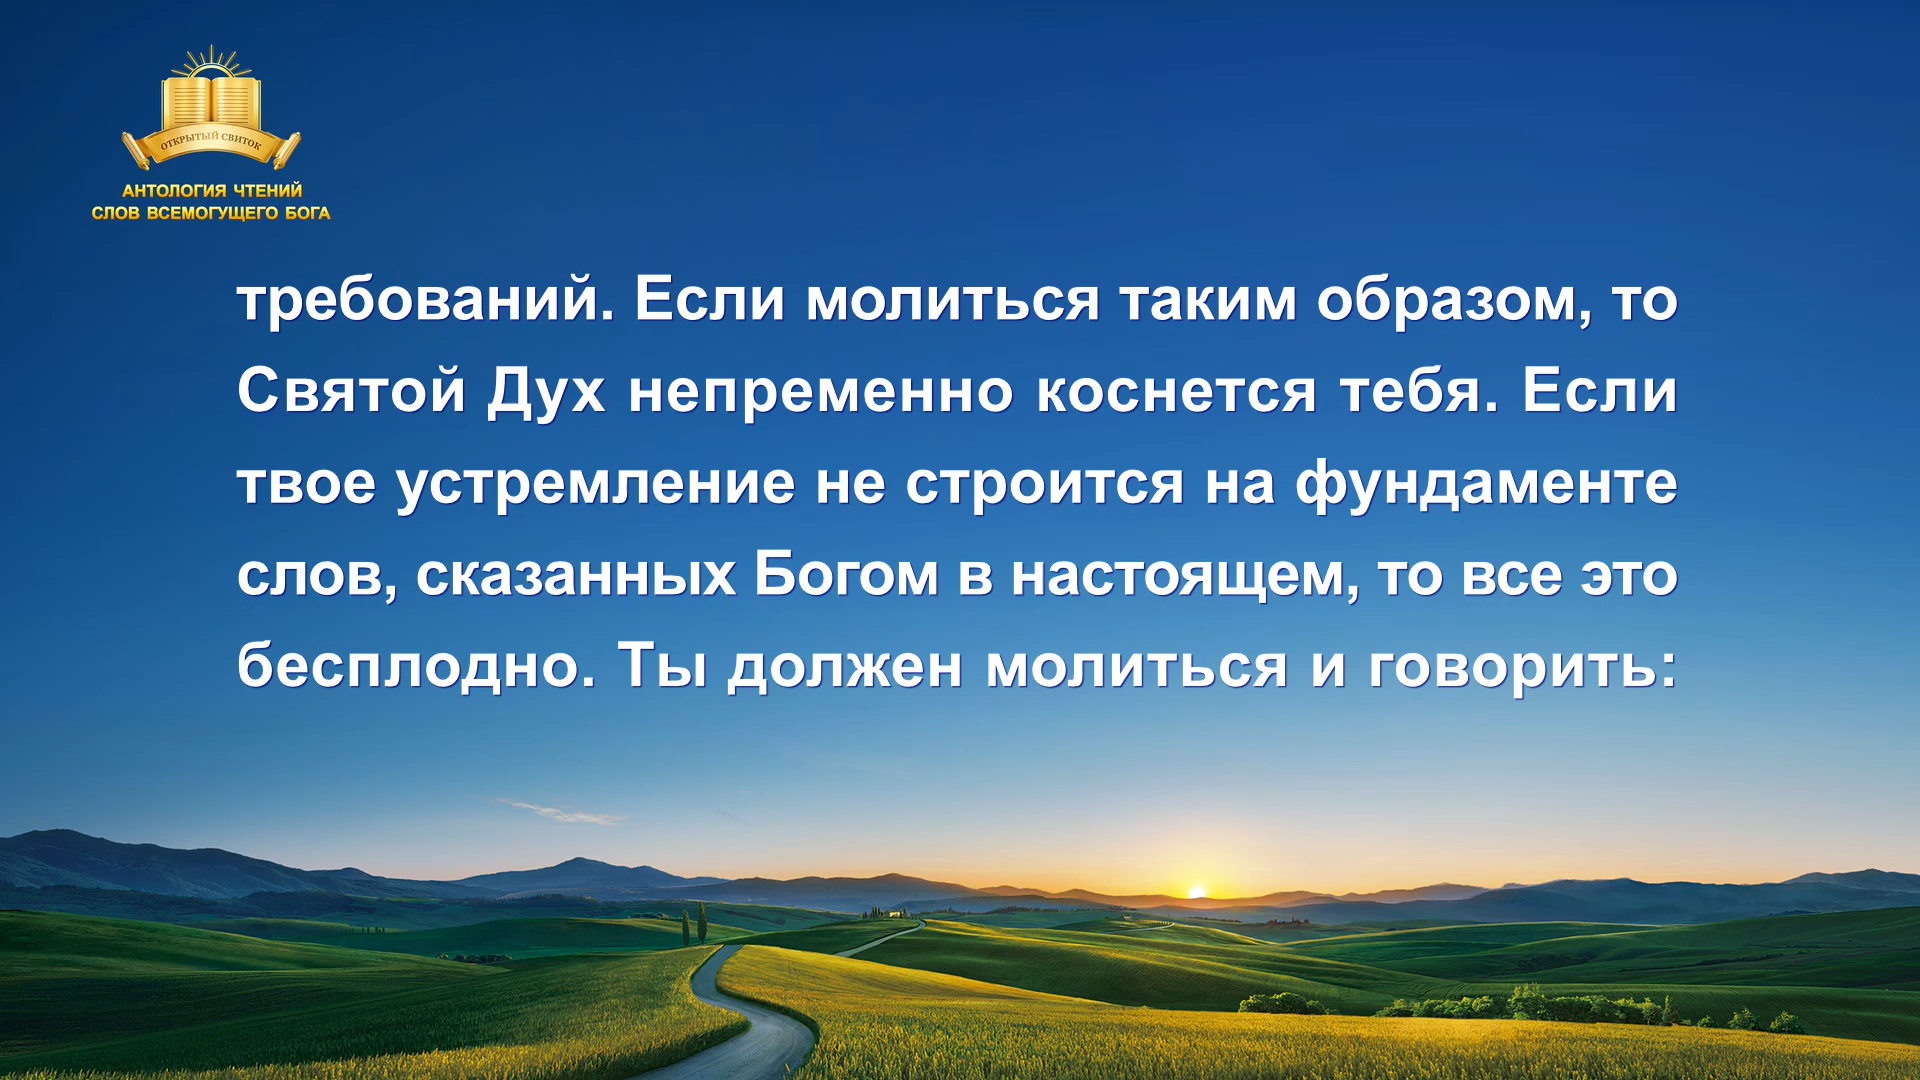 ОТКРЫТЫЙ СВИТОК
АНТОЛОГИЯ ЧТЕНИЙ
СЛОВ ВСЕМОГУЩЕГО БОГА
требований. Если молиться таким образом, то
Святой Дух непременно коснется тебя. Если
твое устремление не строится на фундаменте
слов, сказанных Богом в настоящем, то все это
бесплодно. Ты должен молиться и говорить: